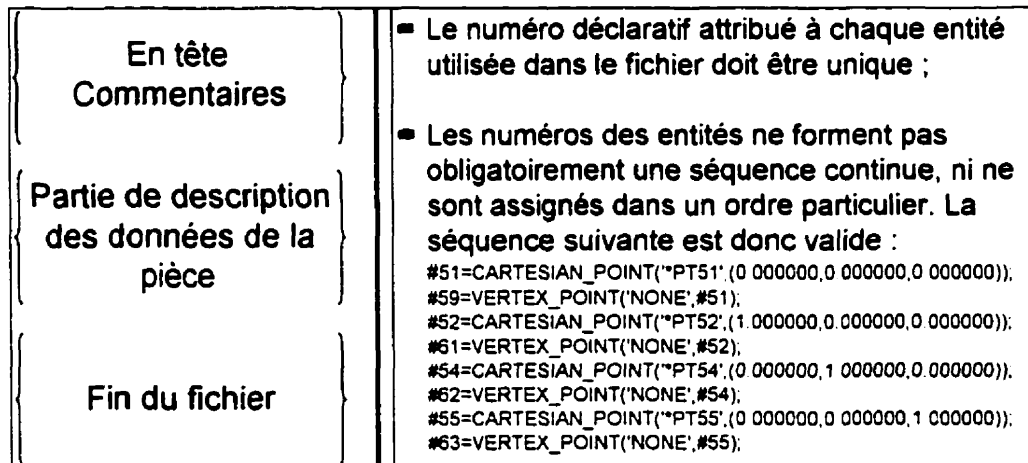 En tête
Commentaires
Partie de description
des données de la
pièce
Fin du fichier
Le numéro déclaratif attribué à chaque entité
utilisée dans le fichier doit être unique ;
Les numéros des entités ne forment pas
obligatoirement une séquence continue, ni ne
sont assignés dans un ordre particulier. La
séquence suivante est donc valide :
#51=CARTESIAN_POINT('*PT51',(0 000000,0 000000,0 000000));
#59=VERTEX_POINT('NONE',#51);
#52=CARTESIAN_POINT('*PT52',(1.000000,0.000000,0.000000));
#61=VERTEX_POINT('NONE',#52);
#54=CARTESIAN_POINT('*PT54',(0 000000,1 000000,0.000000));
#62=VERTEX_POINT('NONE',#54);
#55=CARTESIAN_POINT('*PT55',(0 000000,0 000000,1 000000));
#63=VERTEX_POINT('NONE',#55);